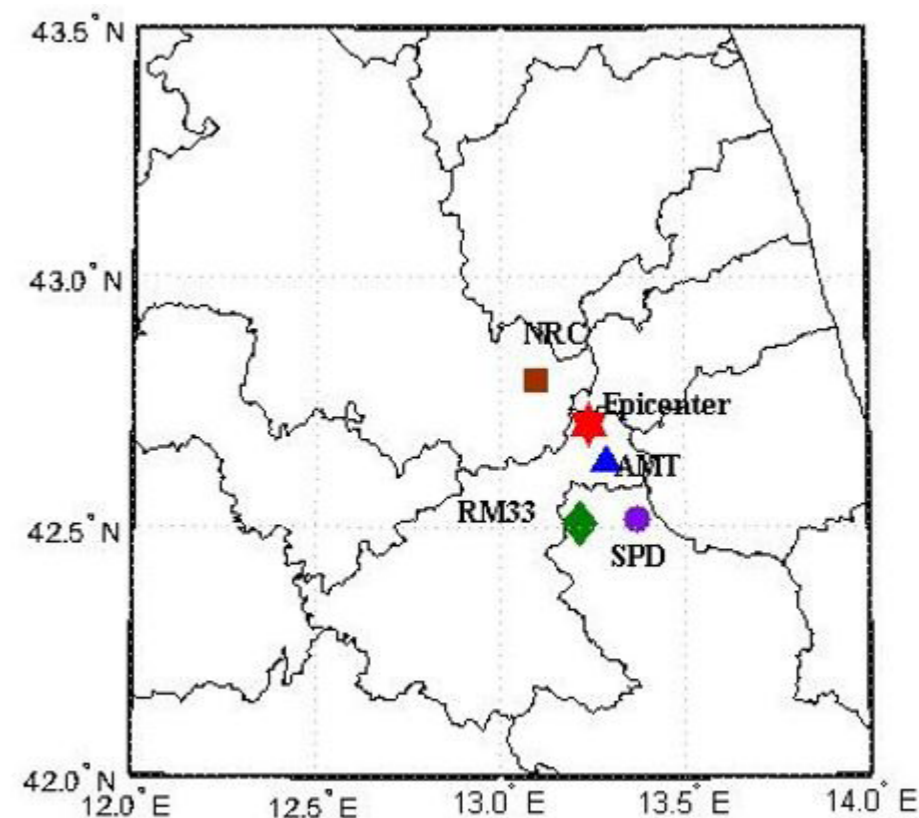 43.5° N
43.0° N
NRC
Epicenter
AMT
RM33
42.5° N
SPD
42.0° N
12.0° E
12.5° E
13.0° E
13.5° E
14.0° E